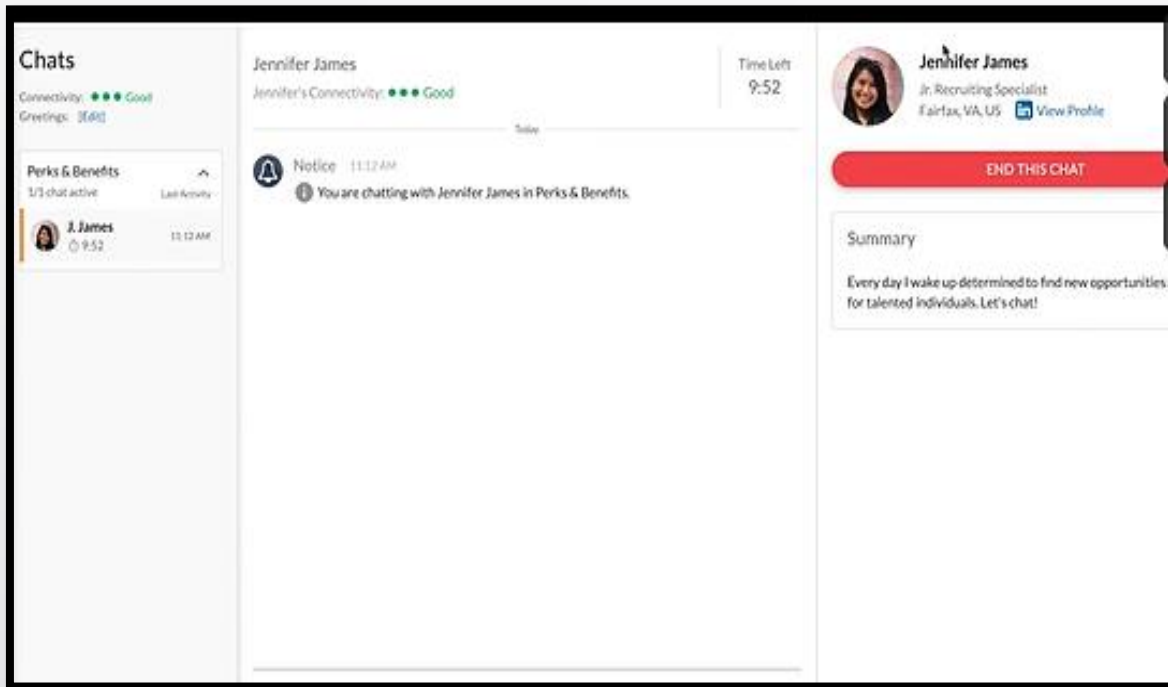 Chats
Connectivity: Good
Greetings: [Edit]
Perks & Benefits
1/1 chat active Last Activity
J. James
9:52
11:12 AM
Jennifer James
Jennifer's Connectivity: Good
Time Left
9:52
Today
Notice 11:12 AM
You are chatting with Jennifer James in Perks & Benefits.
Jennifer James
Jr. Recruiting Specialist
Fairfax, VA, US in View Profile
END THIS CHAT
Summary
Every day I wake up determined to find new opportunities
for talented individuals. Let's chat!